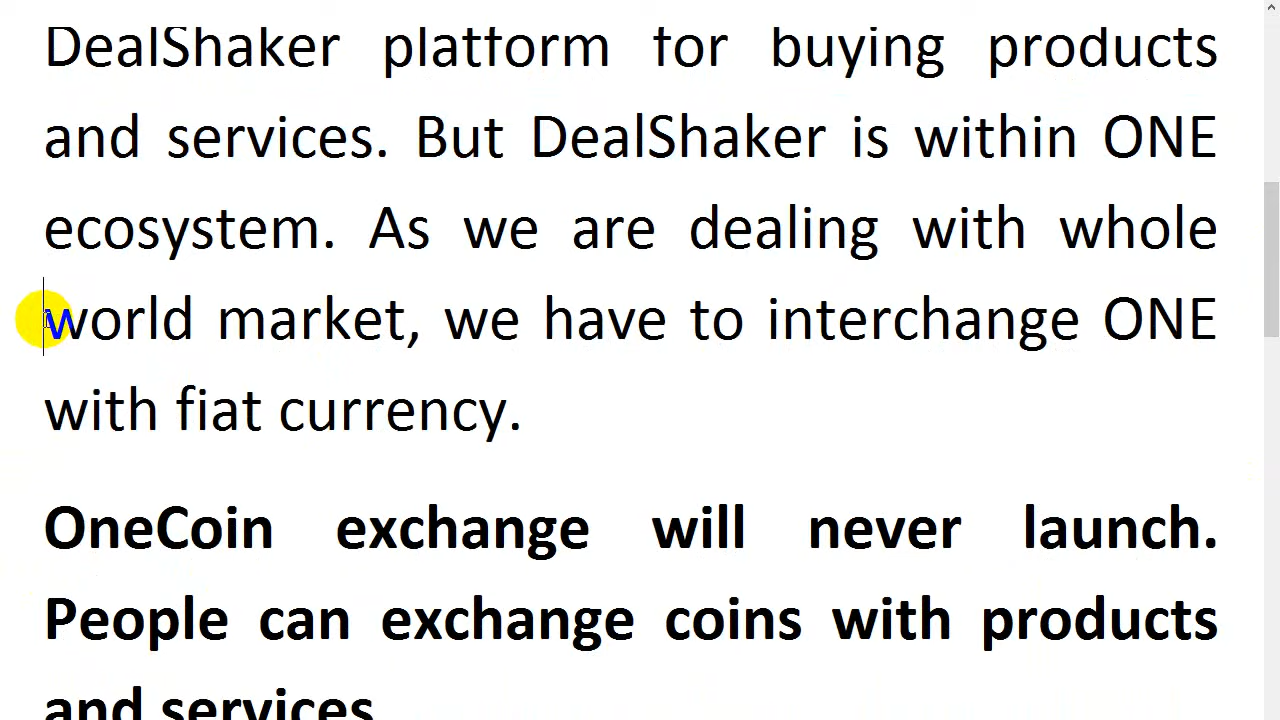 DealShaker platform for buying products
and services. But DealShaker is within ONE
ecosystem. As we are dealing with whole
world market, we have to interchange ONE
with fiat currency.
OneCoin exchange will never launch.
People can exchange coins with products
and services